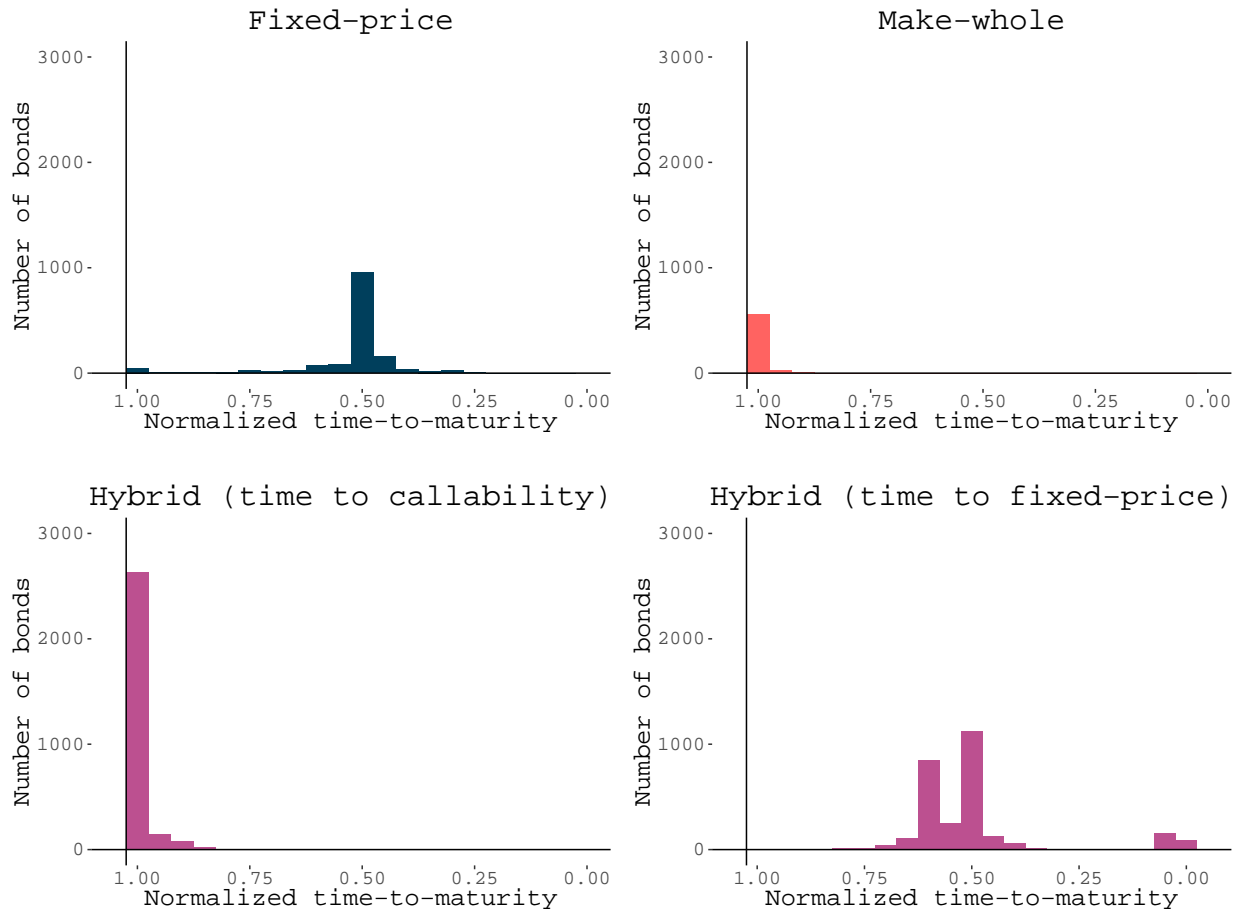 Fixed-price
Number of bonds
3000
2000
1000
0
1.00 0.75 0.50 0.25 0.00
Normalized time-to-maturity
Make-whole
Number of bonds
3000
2000
1000
0
1.00 0.75 0.50 0.25 0.00
Normalized time-to-maturity
Hybrid (time to callability)
Number of bonds
3000
2000
1000
0
1.00 0.75 0.50 0.25 0.00
Normalized time-to-maturity
Hybrid (time to fixed-price)
Number of bonds
3000
2000
1000
0
1.00 0.75 0.50 0.25 0.00
Normalized time-to-maturity